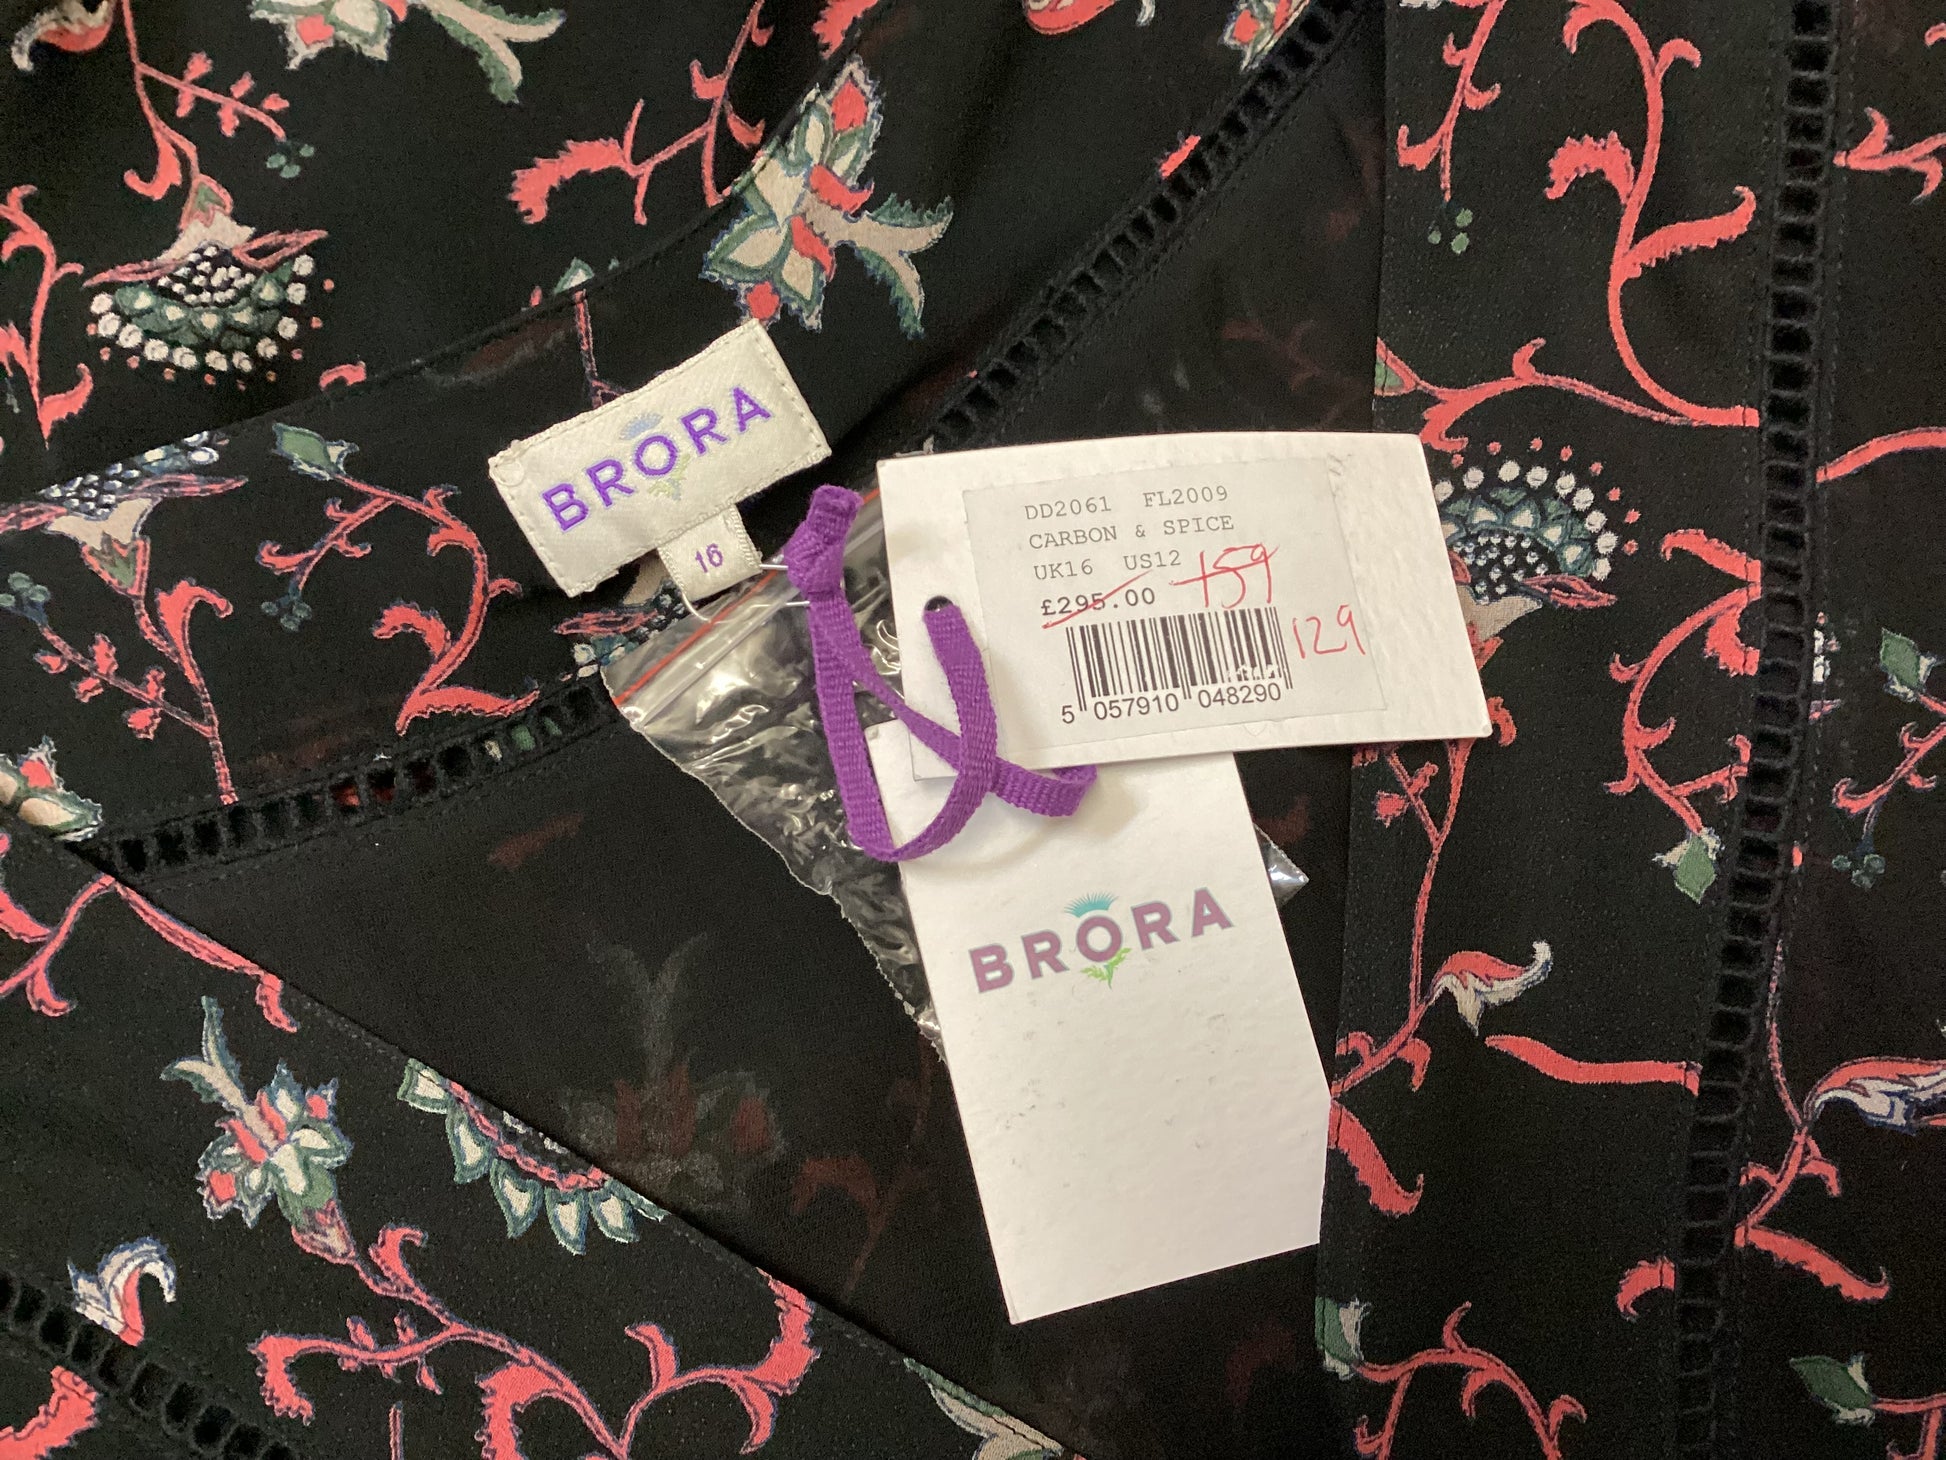 BRORA
16
DD2061 FL2009
CARBON & SPICE
UK16 US12
£295.00 159
129
5 057910 048290
BRORA